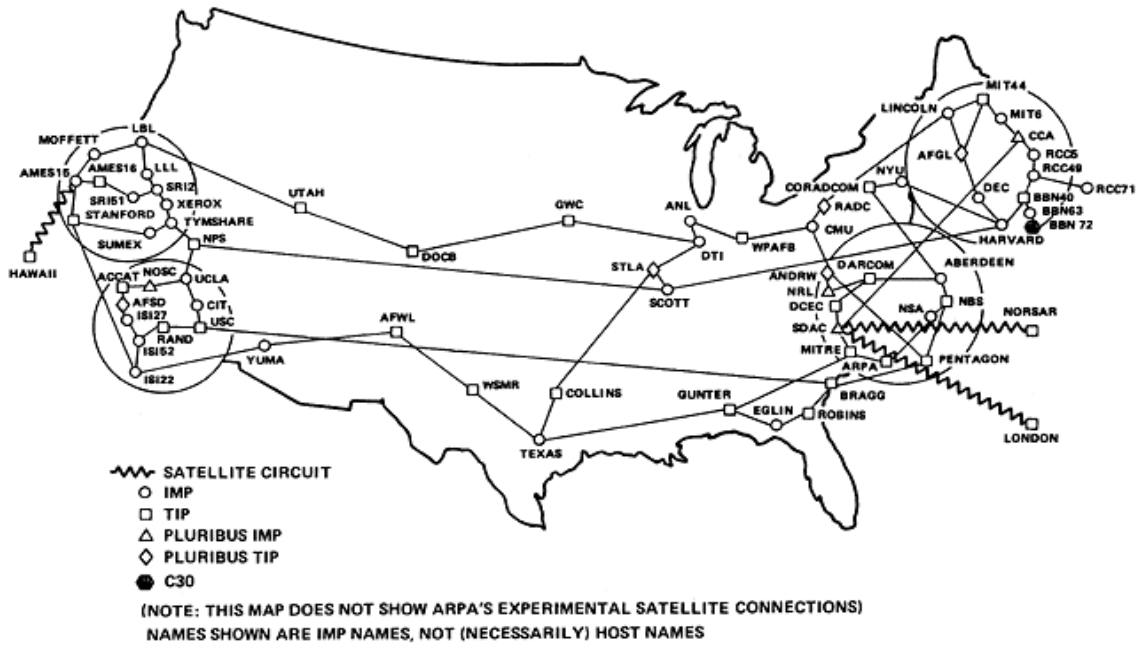 MIT44
LINCOLN
MIT6
CCA
LBL
MOFFETT
AMES15
AMES16
LLL
SRI2
AFGL
RCC5
RCC49
NYU
RCC71
SRI51
XEROX
UTAH
CORADCOM
DEC
BBN40
STANFORD
TYMSHARE
GWC
ANL
RADC
BBN63
BBN 72
SUMEX
NPS
WPAFB
CMU
HARVARD
HAWAII
DOCB
DTI
STLA
DARCOM
ABERDEEN
ACCAT
NOSC
UCLA
ANDRW
SCOTT
NRL
AFSD
CIT
DCEC
NSA
NBS
NORSAR
ISI27
USC
AFWL
SDAC
RAND
ISI52
YUMA
MITRE
ARPA
PENTAGON
ISI22
WSMR
COLLINS
GUNTER
BRAGG
EGLIN
ROBINS
TEXAS
LONDON
SATELLITE CIRCUIT
IMP
TIP
PLURIBUS IMP
PLURIBUS TIP
C30
(NOTE: THIS MAP DOES NOT SHOW ARPA'S EXPERIMENTAL SATELLITE CONNECTIONS)
NAMES SHOWN ARE IMP NAMES, NOT (NECESSARILY) HOST NAMES